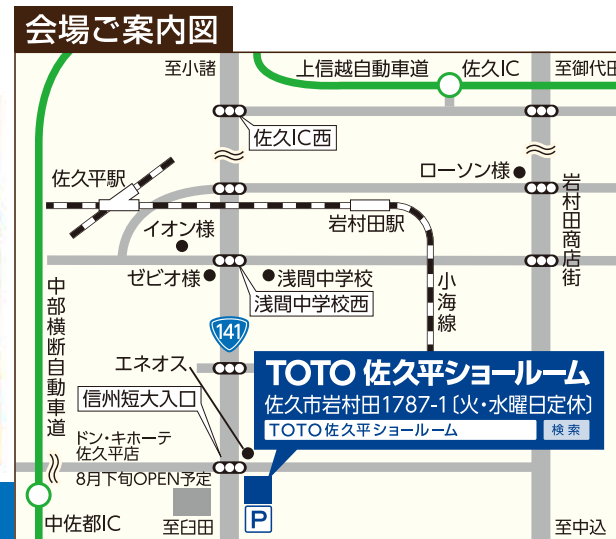 会場ご案内図
至小諸
上信越自動車道
佐久IC
至御代田
佐久IC西
佐久平駅
ローソン様
岩村田駅
岩村田商店街
イオン様
ゼビオ様
浅間中学校
浅間中学校西
小海線
中部横断自動車道
141
エネオス
TOTO 佐久平ショールーム
佐久市岩村田1787-1〔火・水曜日定休〕
TOTO佐久平ショールーム
検索
信州短大入口
ドン・キホーテ
佐久平店
8月下旬OPEN予定
中佐都IC
至臼田
P
至中込